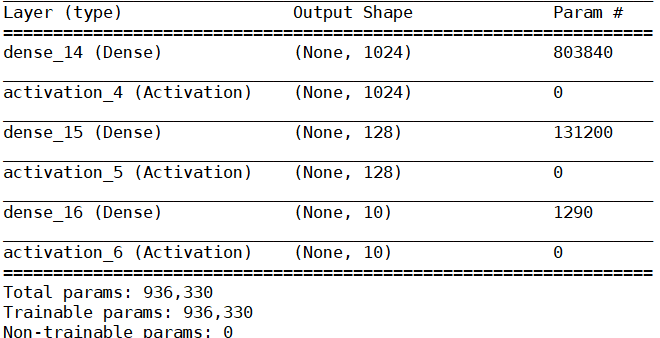 Layer (type) Output Shape Param #
dense_14 (Dense) (None, 1024) 803840
activation_4 (Activation) (None, 1024) 0
dense_15 (Dense) (None, 128) 131200
activation_5 (Activation) (None, 128) 0
dense_16 (Dense) (None, 10) 1290
activation_6 (Activation) (None, 10) 0
Total params: 936,330
Trainable params: 936,330
Non-trainable params: 0